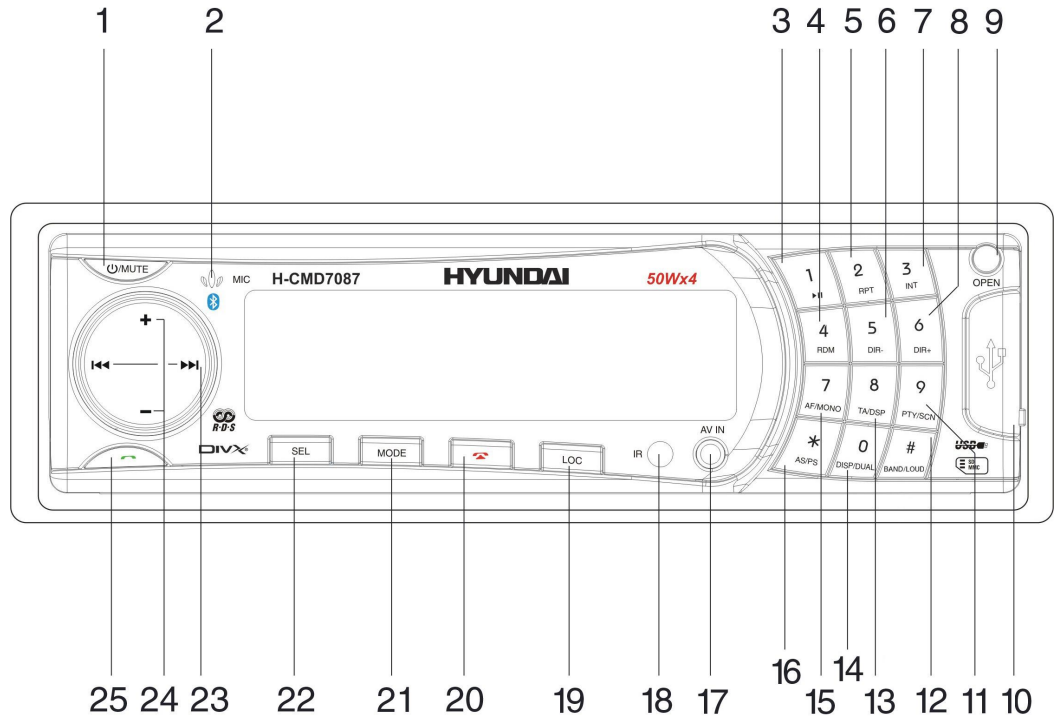 1 2 3 4 5 6 7 8 9
⏻/MUTE
MIC
H-CMD7087
HYUNDAI
50Wx4
1
2
RPT
3
INT
OPEN
4
RDM
5
DIR-
6
DIR+
7
AF/MONO
8
TA/DSP
9
PTY/SCN
*
AS/PS
0
DISP/DUAL
#
BAND/LOUD
USB
SD
MMC
+
−
R·D·S
DIVX
SEL
MODE
LOC
IR
AV IN
25 24 23 22 21 20 19 18 17 16 15 14 13 12 11 10